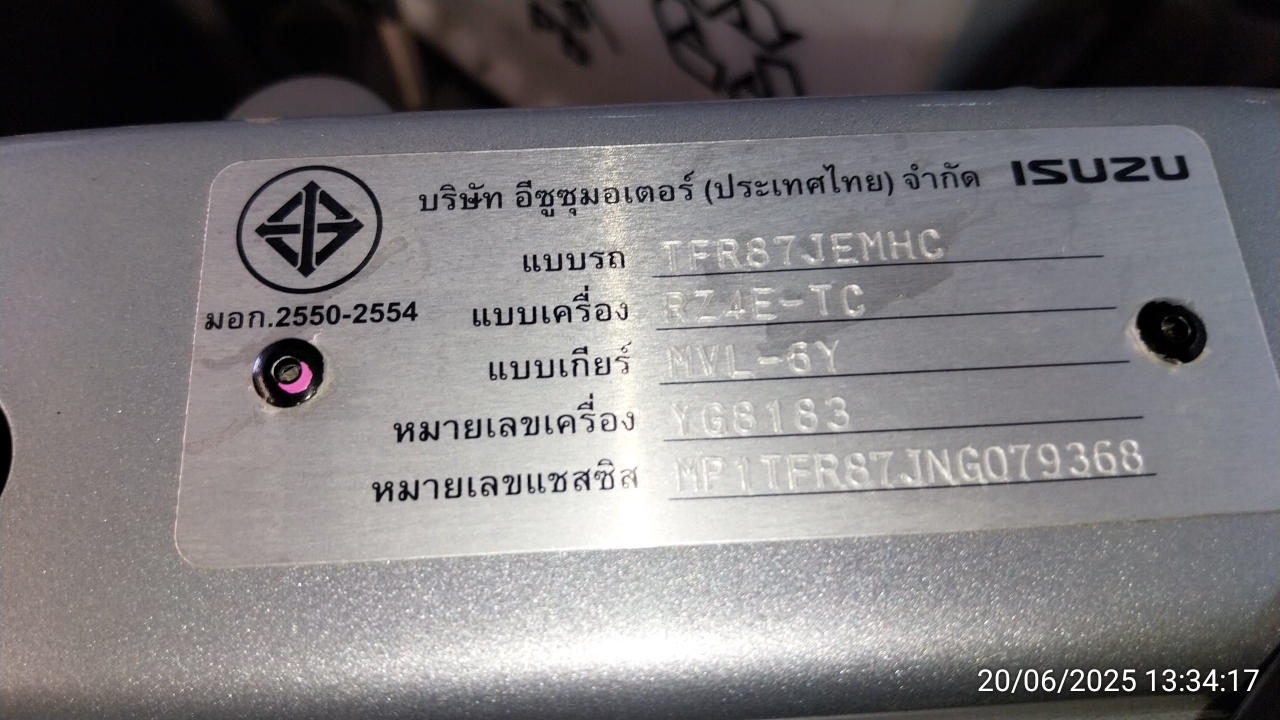 บริษัท อีซูซุมอเตอร์ (ประเทศไทย) จำกัด ISUZU
แบบรถ TFR87JEMHC
มอก.2550-2554 แบบเครื่อง RZ4E-TC
แบบเกียร์ MVL-6Y
หมายเลขเครื่อง YG8183
หมายเลขแชสซิส MP1TFR87JNG079368
20/06/2025 13:34:17